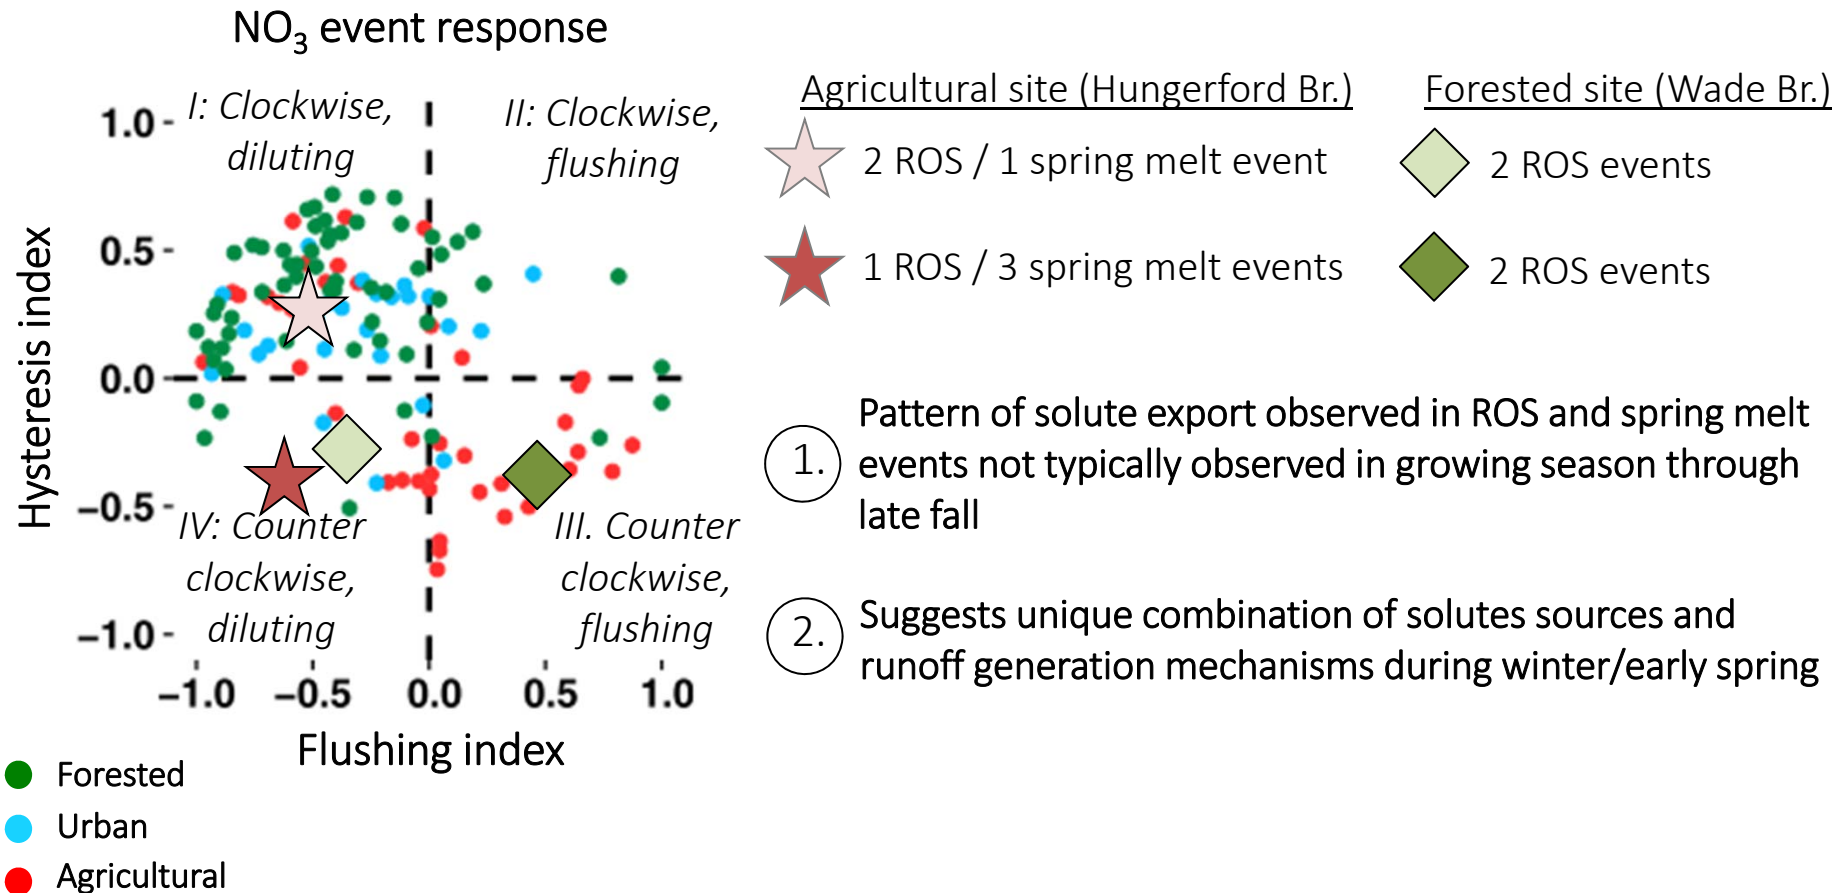 NO3 event response
I: Clockwise,
diluting
II: Clockwise,
flushing
IV: Counter
clockwise,
diluting
III. Counter
clockwise,
flushing
Hysteresis index
1.0
0.5
0.0
−0.5
−1.0
−1.0
−0.5
0.0
0.5
1.0
Flushing index
Forested
Urban
Agricultural
Agricultural site (Hungerford Br.)
2 ROS / 1 spring melt event
1 ROS / 3 spring melt events
Forested site (Wade Br.)
2 ROS events
2 ROS events
1.
Pattern of solute export observed in ROS and spring melt
events not typically observed in growing season through
late fall
2.
Suggests unique combination of solutes sources and
runoff generation mechanisms during winter/early spring